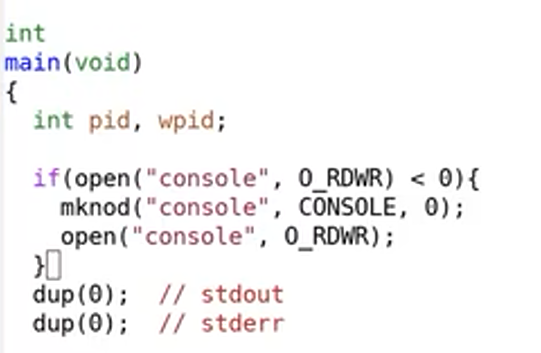 int
main(void)
{
  int pid, wpid;

  if(open("console", O_RDWR) < 0){
    mknod("console", CONSOLE, 0);
    open("console", O_RDWR);
  }
  dup(0);  // stdout
  dup(0);  // stderr